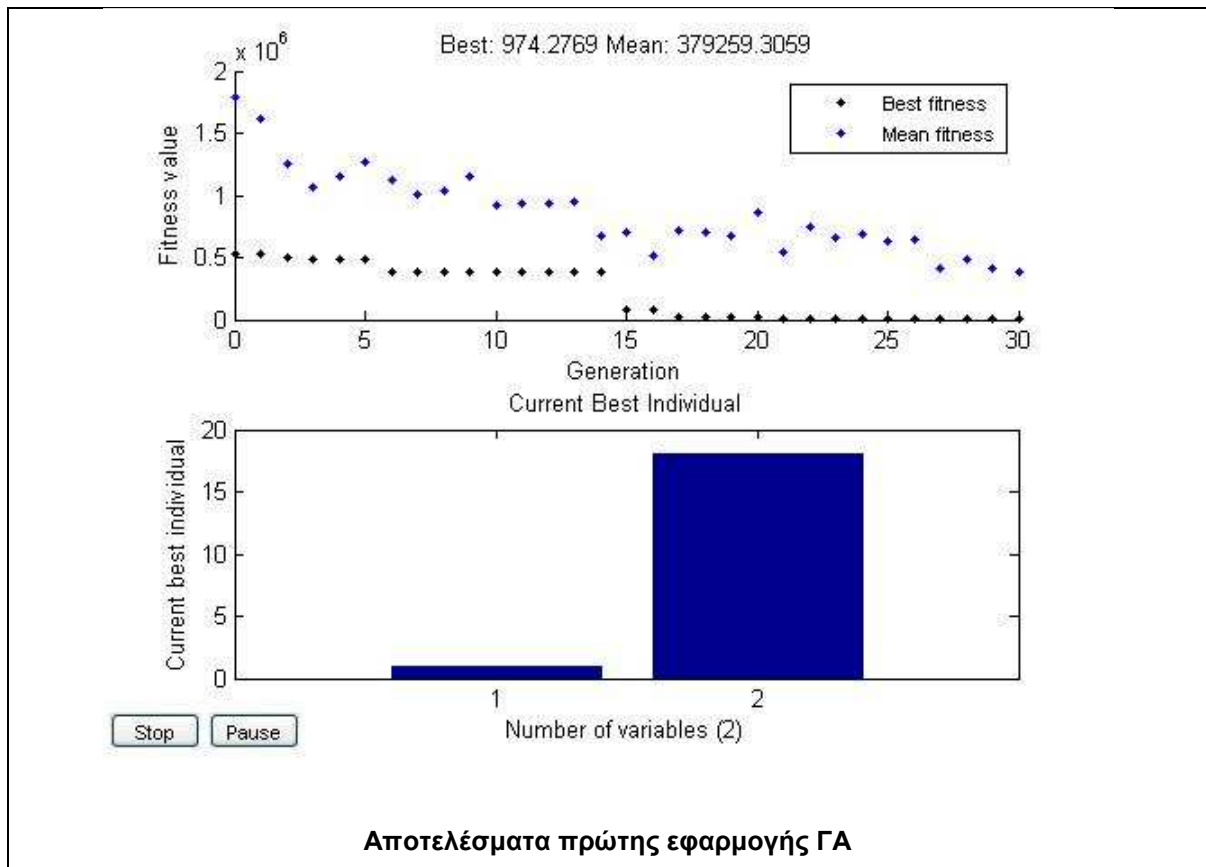 Best: 974.2769 Mean: 379259.3059
x 10^6
2
1.5
1
0.5
0
Fitness value
Best fitness
Mean fitness
0 5 10 15 20 25 30
Generation
Current Best Individual
20
15
10
5
0
Current best individual
1 2
Number of variables (2)
Stop Pause
Αποτελέσματα πρώτης εφαρμογής ΓΑ